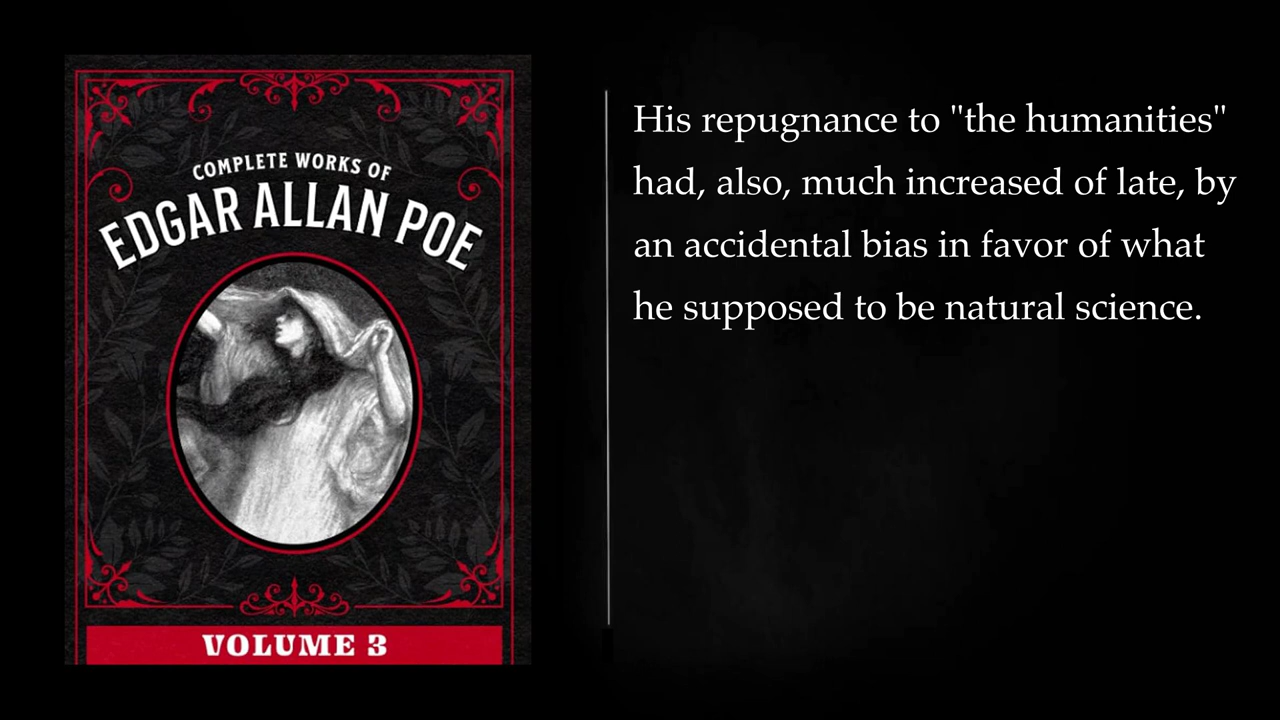 COMPLETE WORKS OF
EDGAR ALLAN POE
VOLUME 3
His repugnance to "the humanities"
had, also, much increased of late, by
an accidental bias in favor of what
he supposed to be natural science.